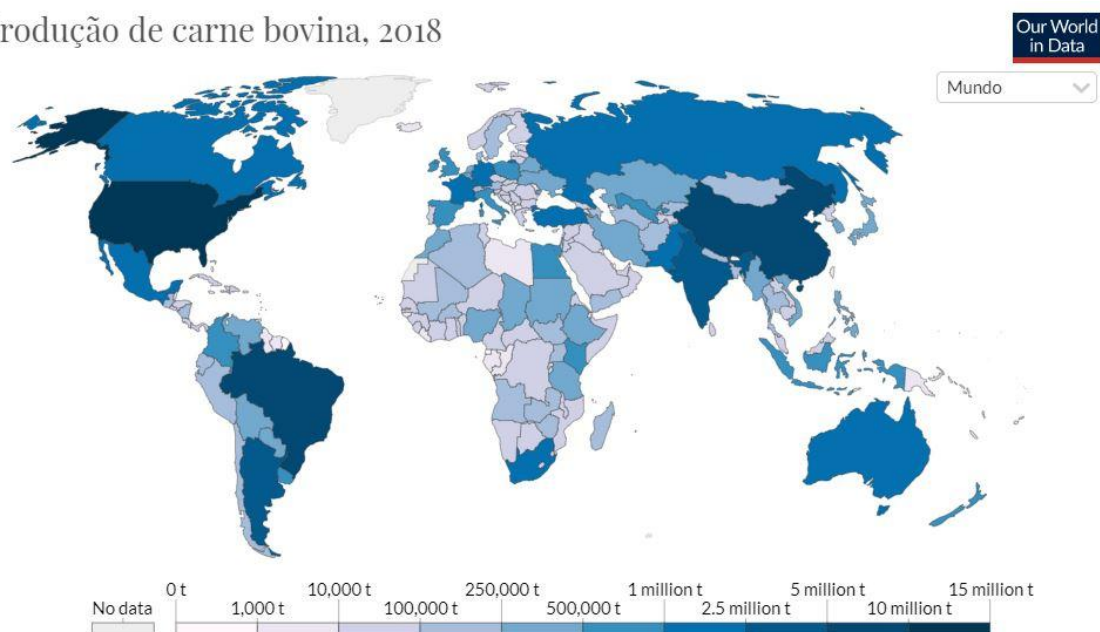 rodução de carne bovina, 2018
Our World
in Data
Mundo
No data
0 t
1,000 t
10,000 t
100,000 t
250,000 t
500,000 t
1 million t
2.5 million t
5 million t
10 million t
15 million t